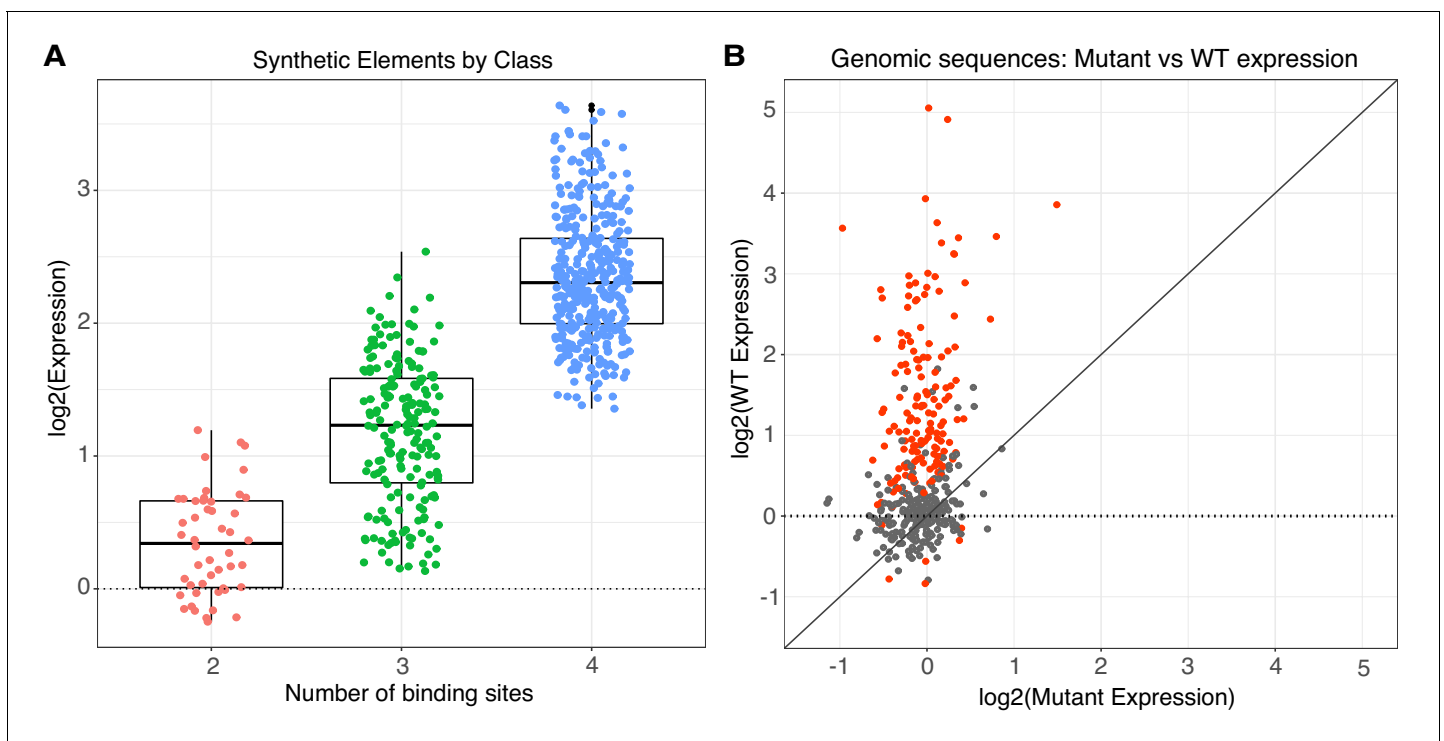 A
Synthetic Elements by Class
log2(Expression)
3
2
1
0
2
3
4
Number of binding sites
B
Genomic sequences: Mutant vs WT expression
log2(WT Expression)
5
4
3
2
1
0
-1
-1
0
1
2
3
4
5
log2(Mutant Expression)